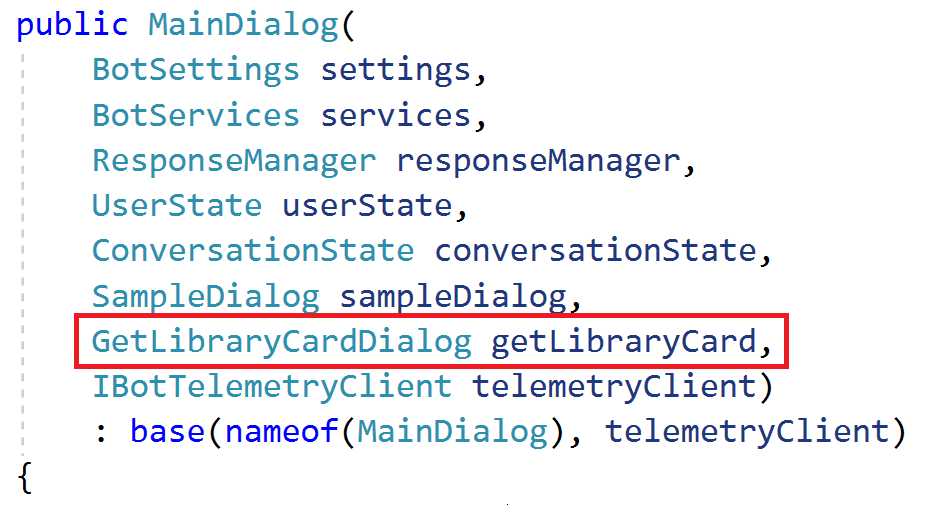 public MainDialog(
BotSettings settings,
BotServices services,
ResponseManager responseManager,
UserState userState,
ConversationState conversationState,
SampleDialog sampleDialog,
GetLibraryCardDialog getLibraryCard,
IBotTelemetryClient telemetryClient)
: base(nameof(MainDialog), telemetryClient)
{